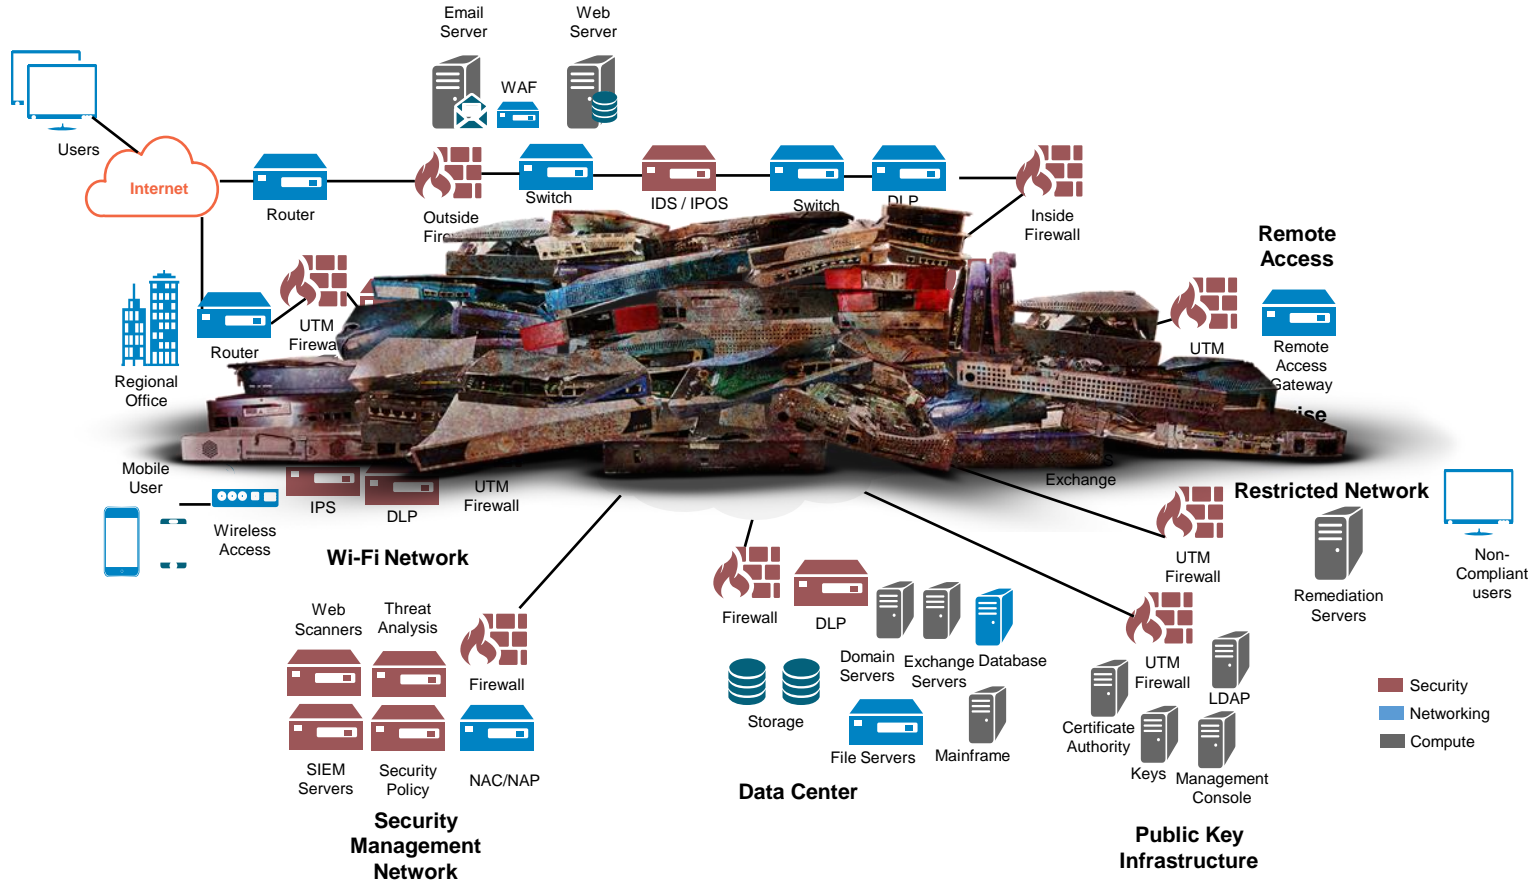 Email
Server
Web
Server
WAF
Users
Internet
Router
Outside
Switch
IDS / IPOS
Switch
DLP
Inside
Firewall
Remote
Access
UTM
Router
Regional
Office
UTM
Remote
Access
Gateway
Mobile
User
IPS
DLP
UTM
Firewall
Wireless
Access
Wi-Fi Network
Exchange
Restricted Network
UTM
Firewall
Remediation
Servers
Non-
Compliant
users
Web
Scanners
Threat
Analysis
Firewall
SIEM
Servers
Security
Policy
NAC/NAP
Security
Management
Network
Firewall
DLP
Domain
Servers
Exchange
Servers
Database
Storage
File Servers
Mainframe
Data Center
UTM
Firewall
LDAP
Certificate
Authority
Keys
Management
Console
Public Key
Infrastructure
Security
Networking
Compute